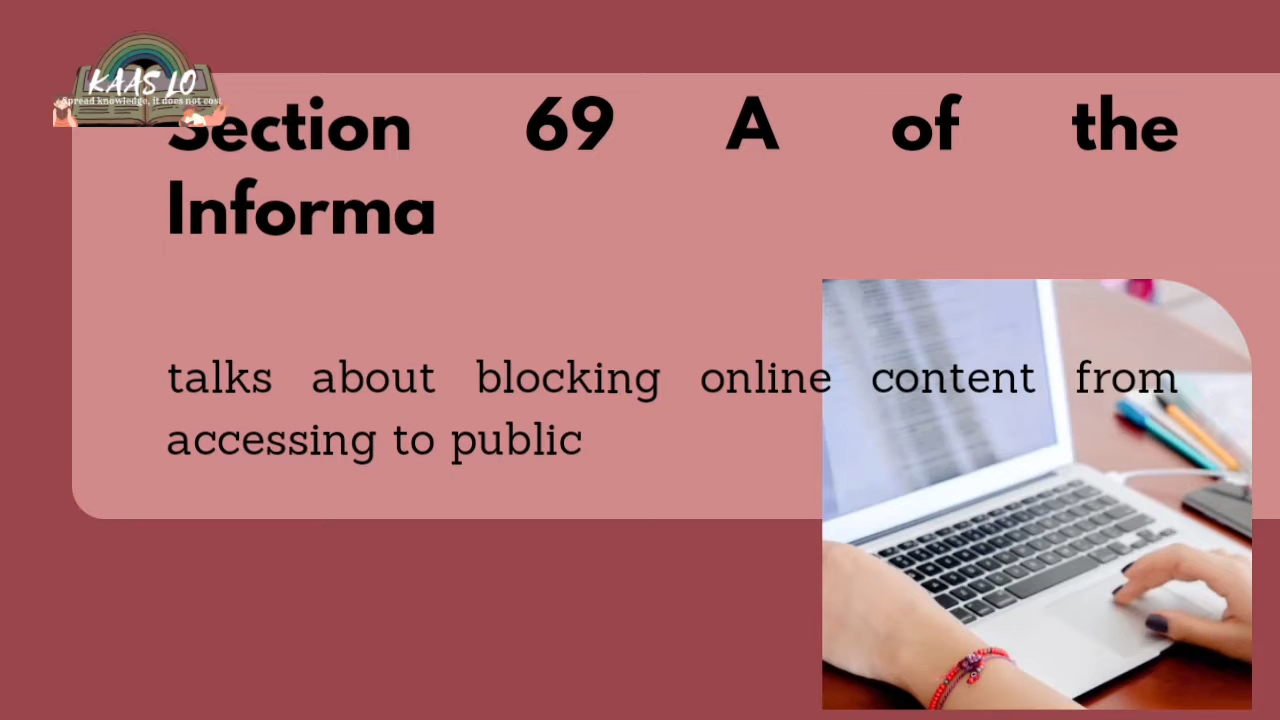 KAAS LO
Spread knowledge, it does not cost
Section 69 A of the
Informa
talks about blocking online content from
accessing to public